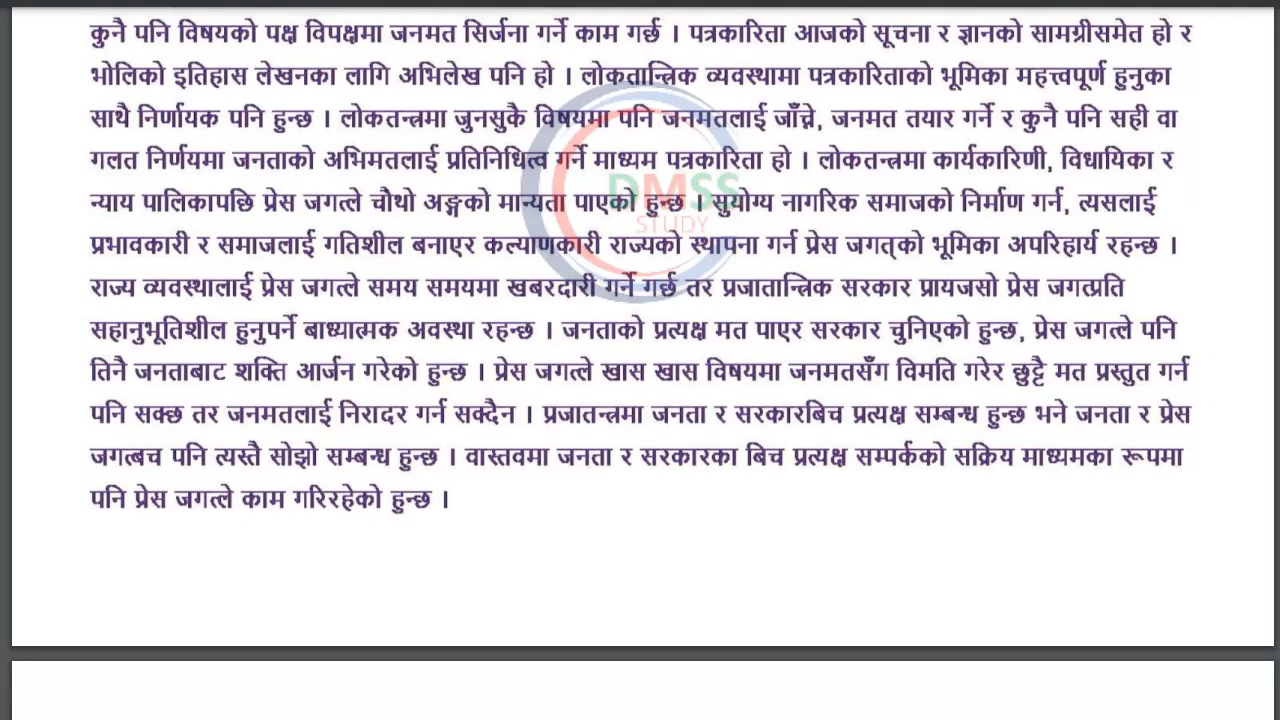 कुनै पनि विषयको पक्ष विपक्षमा जनमत सिर्जना गर्ने काम गर्छ । पत्रकारिता आजको सूचना र ज्ञानको सामग्रीसमेत हो र
भोलिको इतिहास लेखनका लागि अभिलेख पनि हो । लोकतान्त्रिक व्यवस्थामा पत्रकारिताको भूमिका महत्त्वपूर्ण हुनुका
साथै निर्णायक पनि हुन्छ । लोकतन्त्रमा जुनसुकै विषयमा पनि जनमतलाई जाँच्ने, जनमत तयार गर्ने र कुनै पनि सही वा
गलत निर्णयमा जनताको अभिमतलाई प्रतिनिधित्व गर्ने माध्यम पत्रकारिता हो । लोकतन्त्रमा कार्यकारिणी, विधायिका र
न्याय पालिकापछि प्रेस जगत्ले चौथो अङ्गको मान्यता पाएको हुन्छ ।सुयोग्य नागरिक समाजको निर्माण गर्न, त्यसलाई
DMSS
STUDY
प्रभावकारी र समाजलाई गतिशील बनाएर कल्याणकारी राज्यको स्थापना गर्न प्रेस जगत्‌को भूमिका अपरिहार्य रहन्छ ।
राज्य व्यवस्थालाई प्रेस जगत्ले समय समयमा खबरदारी गर्ने गर्छ तर प्रजातान्त्रिक सरकार प्रायजसो प्रेस जगत्प्रति
सहानुभूतिशील हुनुपर्ने बाध्यात्मक अवस्था रहन्छ । जनताको प्रत्यक्ष मत पाएर सरकार चुनिएको हुन्छ, प्रेस जगत्ले पनि
तिनै जनताबाट शक्ति आर्जन गरेको हुन्छ । प्रेस जगत्ले खास खास विषयमा जनमतसँग विमति गरेर छुट्टै मत प्रस्तुत गर्न
पनि सक्छ तर जनमतलाई निरादर गर्न सक्दैन । प्रजातन्त्रमा जनता र सरकारबिच प्रत्यक्ष सम्बन्ध हुन्छ भने जनता र प्रेस
जगत्बिच पनि त्यस्तै सोझो सम्बन्ध हुन्छ । वास्तवमा जनता र सरकारका बिच प्रत्यक्ष सम्पर्कको सक्रिय माध्यमका रूपमा
पनि प्रेस जगत्ले काम गरिरहेको हुन्छ ।